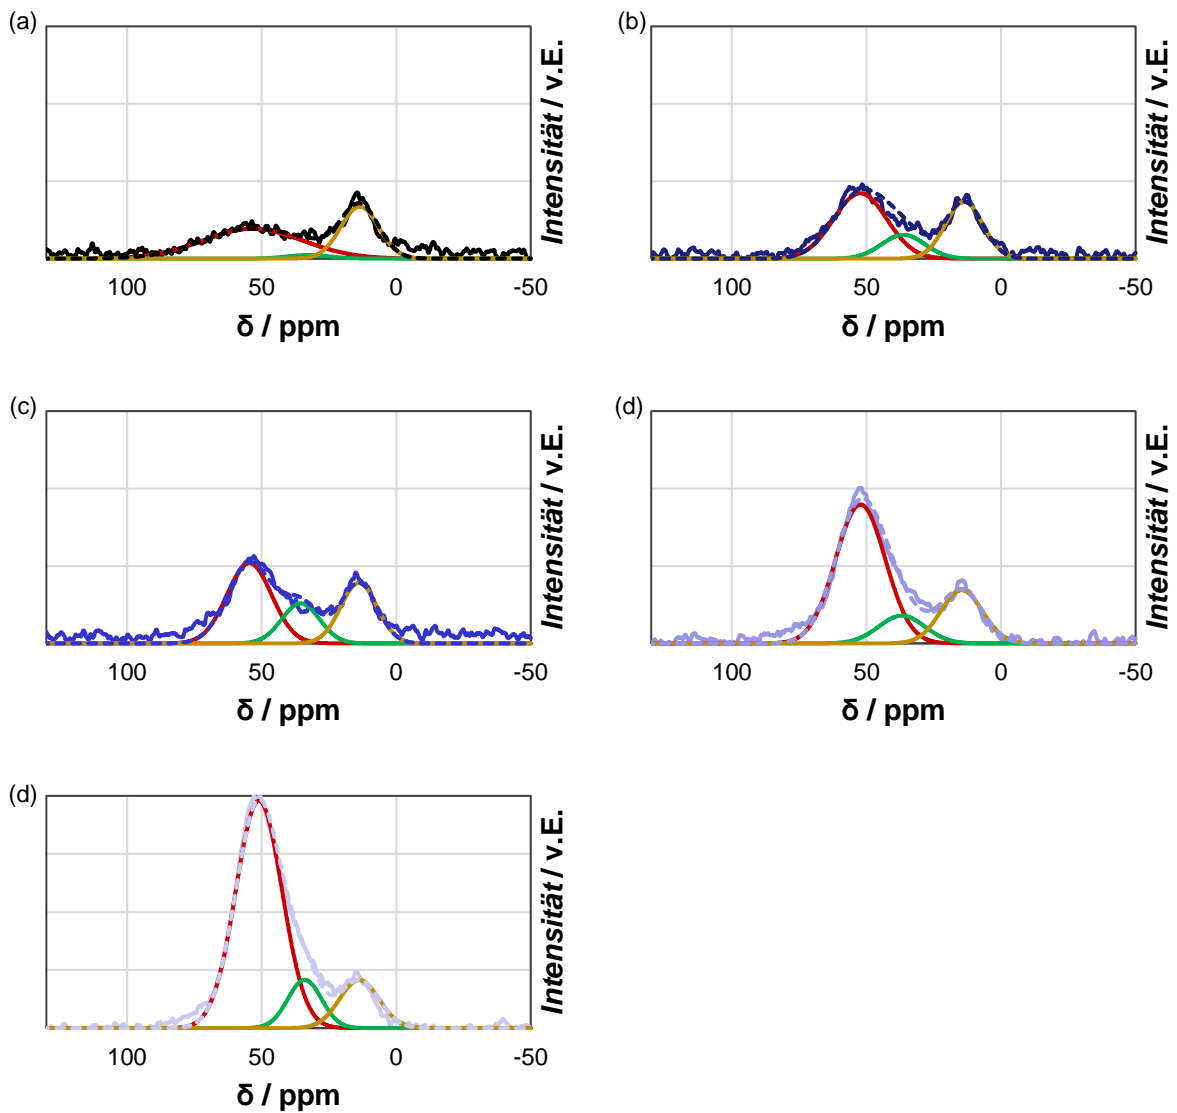 (a)
Intensität / v.E.
100 50 0 -50
δ / ppm
(b)
Intensität / v.E.
100 50 0 -50
δ / ppm
(c)
Intensität / v.E.
100 50 0 -50
δ / ppm
(d)
Intensität / v.E.
100 50 0 -50
δ / ppm
(d)
Intensität / v.E.
100 50 0 -50
δ / ppm